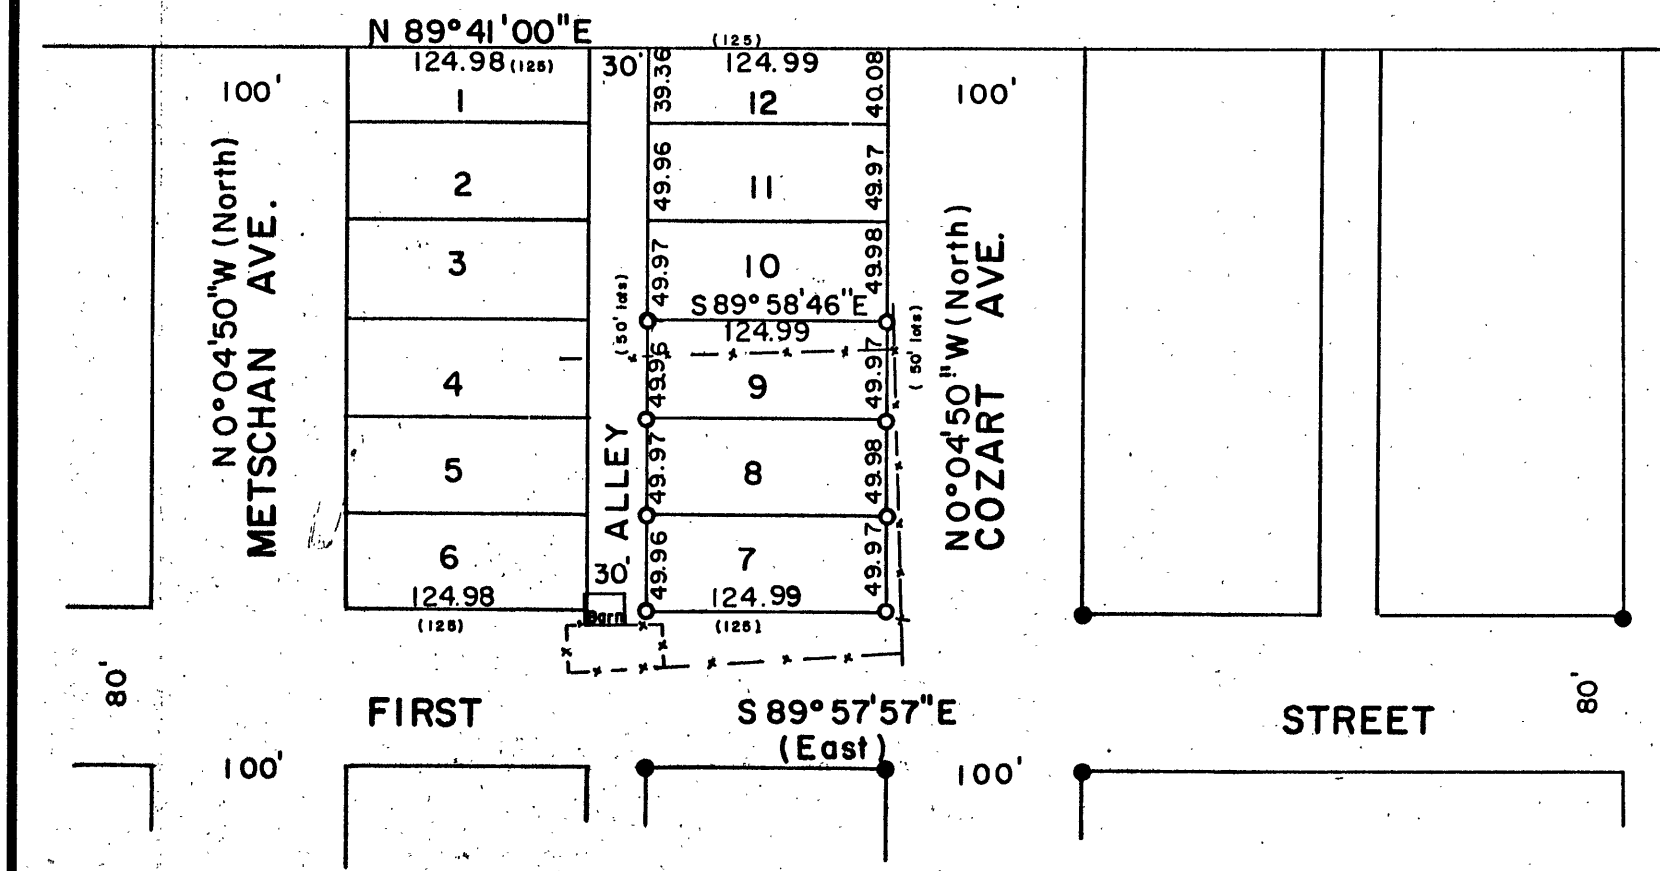 N 89°41'00"E
(125)
124.98 (125)
30'
124.99
39.36
40.08
100'
100'
1
12
2
49.96
11
49.97
3
49.97
10
49.98
N 0°04'50"W (North)
METSCHAN AVE.
(50' lots)
S 89°58'46"E
124.99
(50' lots)
N 0°04'50"W (North)
COZART AVE.
4
49.96
9
49.97
ALLEY
5
49.97
8
49.98
6
30'
49.96
7
49.97
124.98
124.99
(125)
Barn
(125)
80'
80'
FIRST
S 89°57'57"E
STREET
(East)
100'
100'